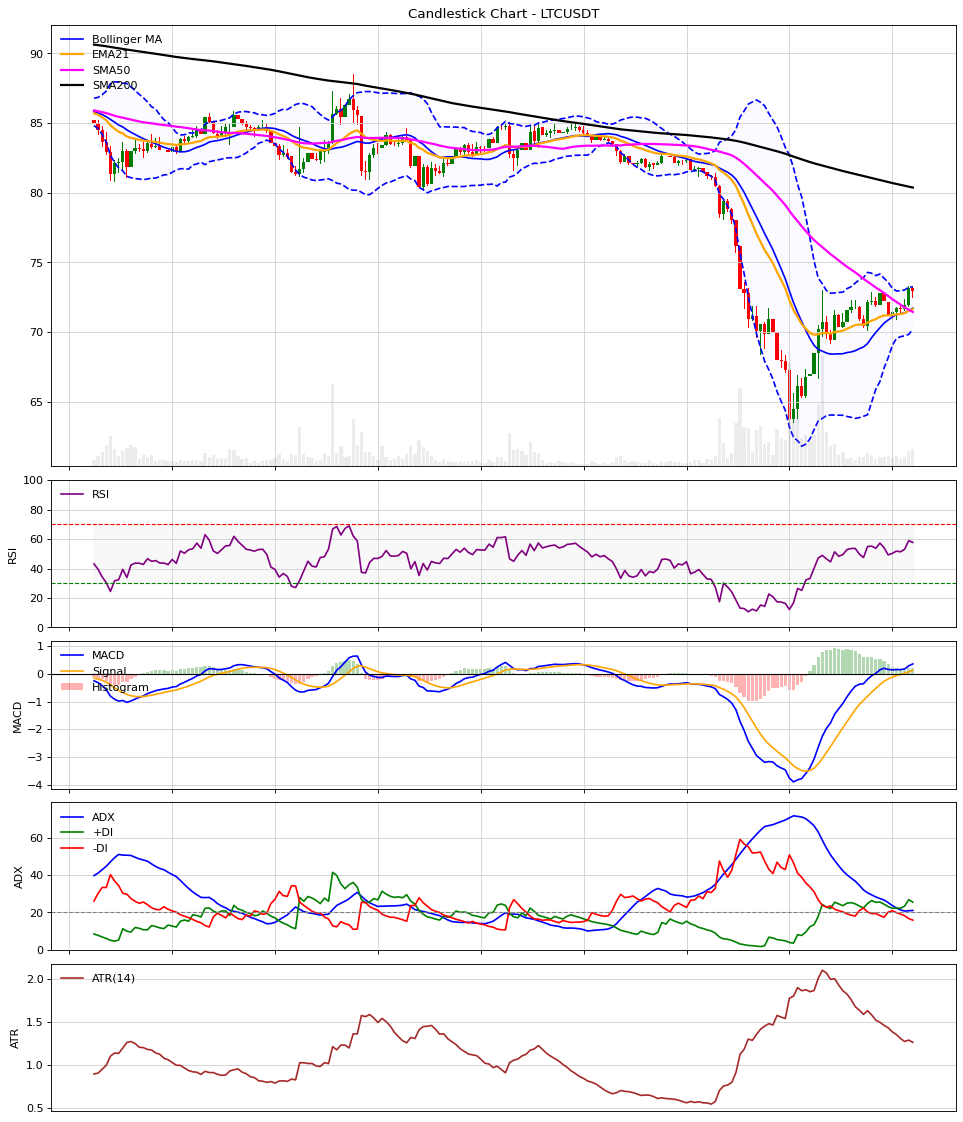 Candlestick Chart - LTCUSDT
Bollinger MA
EMA21
SMA50
SMA200
90
85
80
75
70
65
RSI
100
80
60
40
20
0
RSI
MACD
Signal
Histogram
1
0
−1
−2
−3
−4
MACD
ADX
+DI
-DI
60
40
20
0
ADX
ATR(14)
2.0
1.5
1.0
0.5
ATR